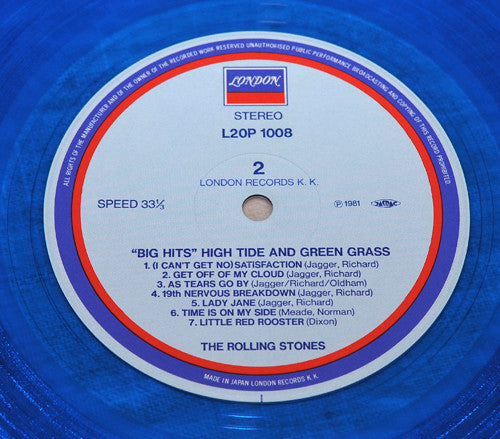 ALL RIGHTS OF THE MANUFACTURER AND OF THE OWNER OF THE RECORDED WORK RESERVED UNAUTHORISED PUBLIC PERFORMANCE BROADCASTING AND COPYING OF THIS RECORD PROHIBITED
LONDON
STEREO
L20P 1008
2
LONDON RECORDS K. K.
SPEED 33⅓
℗ 1981
"BIG HITS" HIGH TIDE AND GREEN GRASS
1. (I CAN'T GET NO) SATISFACTION (Jagger, Richard)
2. GET OFF OF MY CLOUD (Jagger, Richard)
3. AS TEARS GO BY (Jagger/Richard/Oldham)
4. 19th NERVOUS BREAKDOWN (Jagger, Richard)
5. LADY JANE (Jagger, Richard)
6. TIME IS ON MY SIDE (Meade, Norman)
7. LITTLE RED ROOSTER (Dixon)
THE ROLLING STONES
MADE IN JAPAN LONDON RECORDS K. K.